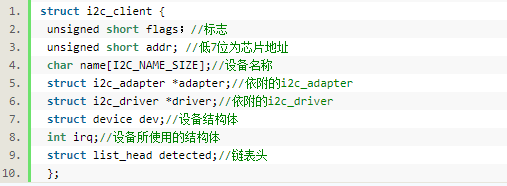 1. struct i2c_client {
2. unsigned short flags；//标志
3. unsigned short addr; //低7位为芯片地址
4. char name[I2C_NAME_SIZE];//设备名称
5. struct i2c_adapter *adapter;//依附的i2c_adapter
6. struct i2c_driver *driver;//依附的i2c_driver
7. struct device dev;//设备结构体
8. int irq;//设备所使用的结构体
9. struct list_head detected;//链表头
10. };